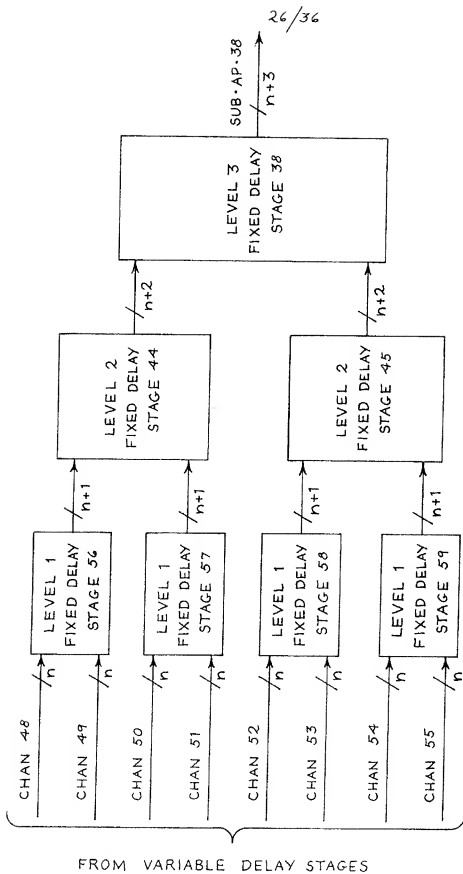 26/36
SUB·AP·38
n+3
LEVEL 3
FIXED DELAY
STAGE 38
n+2
n+2
LEVEL 2
FIXED DELAY
STAGE 44
LEVEL 2
FIXED DELAY
STAGE 45
n+1
n+1
n+1
n+1
LEVEL 1
FIXED DELAY
STAGE 56
LEVEL 1
FIXED DELAY
STAGE 57
LEVEL 1
FIXED DELAY
STAGE 58
LEVEL 1
FIXED DELAY
STAGE 59
n
n
n
n
n
n
n
n
CHAN 48
CHAN 49
CHAN 50
CHAN 51
CHAN 52
CHAN 53
CHAN 54
CHAN 55
FROM VARIABLE DELAY STAGES